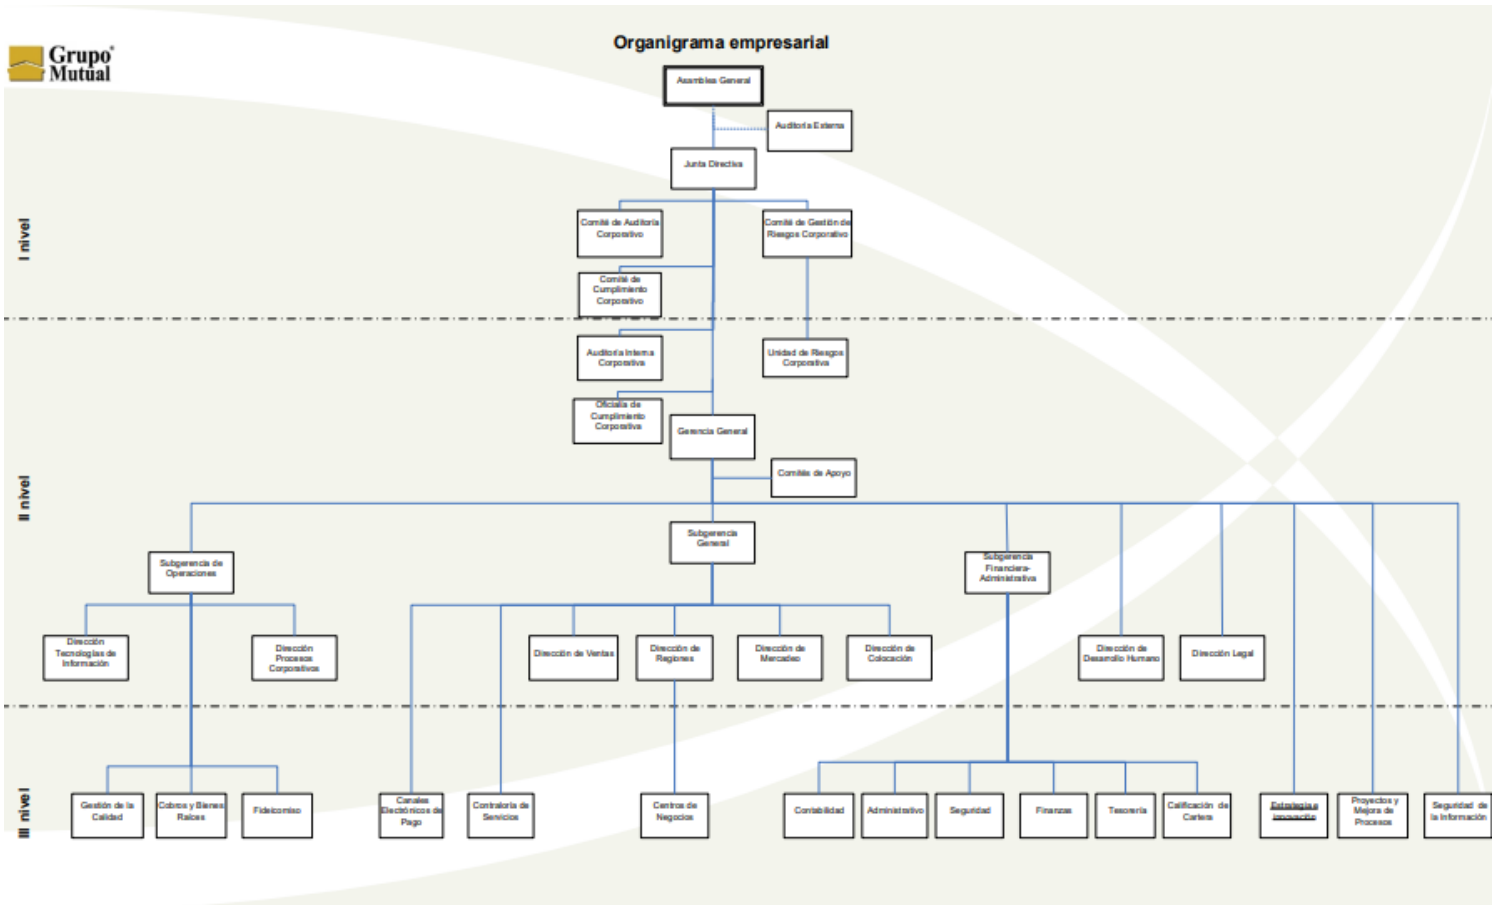 Organigrama empresarial
Grupo
Mutual
Asamblea General
Auditoría Externa
Junta Directiva
I nivel
Comité de Auditoría
Corporativo
Comité de Gestión de
Riesgos Corporativo
Comité de
Cumplimiento
Corporativo
Auditoría Interna
Corporativa
Unidad de Riesgos
Corporativa
Oficialía de
Cumplimiento
Corporativa
Gerencia General
II nivel
Comités de Apoyo
Subgerencia
General
Subgerencia de
Operaciones
Subgerencia
Financiera-
Administrativa
Dirección
Tecnologías de
Información
Dirección
Procesos
Corporativos
Dirección de Ventas
Dirección de
Regiones
Dirección de
Mercadeo
Dirección de
Colocación
Dirección de
Desarrollo Humano
Dirección Legal
III nivel
Gestión de la
Calidad
Cobros y Bienes
Raíces
Fideicomiso
Canales
Electrónicos de
Pago
Contraloría de
Servicios
Centros de
Negocios
Contabilidad
Administrativo
Seguridad
Finanzas
Tesorería
Calificación de
Cartera
Estrategia e
innovación
Proyectos y
Mejora de
Procesos
Seguridad de
la Información